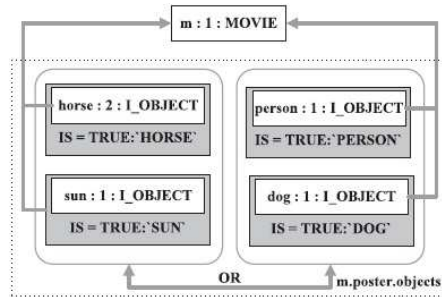 m : 1 : MOVIE
horse : 2 : I_OBJECT
IS = TRUE:`HORSE`
sun : 1 : I_OBJECT
IS = TRUE:`SUN`
person : 1 : I_OBJECT
IS = TRUE:`PERSON`
dog : 1 : I_OBJECT
IS = TRUE:`DOG`
OR
m.poster.objects